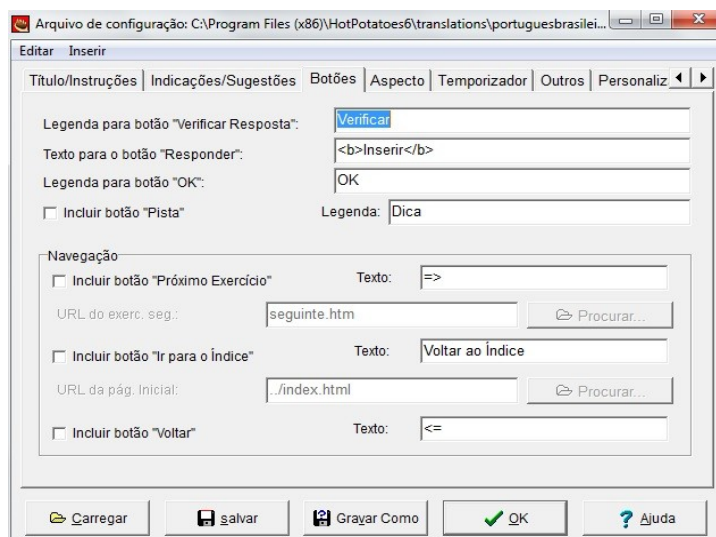 Arquivo de configuração: C:\Program Files (x86)\HotPotatoes6\translations\portuguesbrasilei...
Editar Inserir
Título/Instruções Indicações/Sugestões Botões Aspecto Temporizador Outros Personaliz
Legenda para botão "Verificar Resposta": Verificar
Texto para o botão "Responder": <b>Inserir</b>
Legenda para botão "OK": OK
Incluir botão "Pista" Legenda: Dica
Navegação
Incluir botão "Próximo Exercício" Texto: =>
URL do exerc. seg.: seguinte.htm Procurar...
Incluir botão "Ir para o Índice" Texto: Voltar ao Índice
URL da pág. Inicial: ../index.html Procurar...
Incluir botão "Voltar" Texto: <=
Carregar salvar Gravar Como OK Ajuda